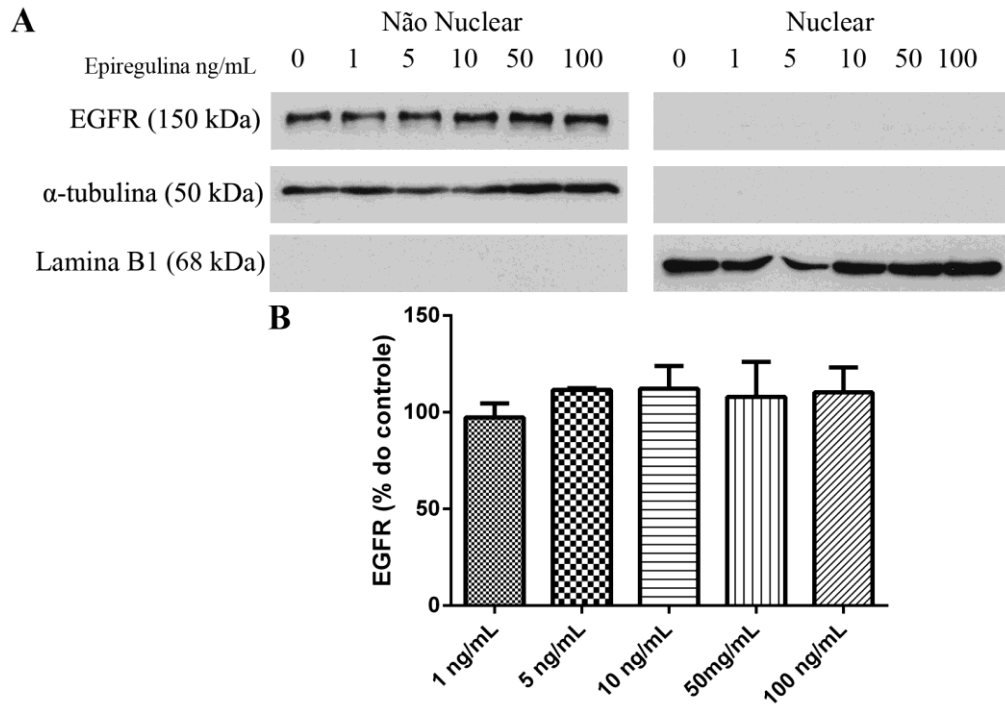 A
Não Nuclear Nuclear
Epiregulina ng/mL 0 1 5 10 50 100 0 1 5 10 50 100
EGFR (150 kDa)
α-tubulina (50 kDa)
Lamina B1 (68 kDa)
B
EGFR (% do controle)
150
100
50
0
1 ng/mL
5 ng/mL
10 ng/mL
50mg/mL
100 ng/mL